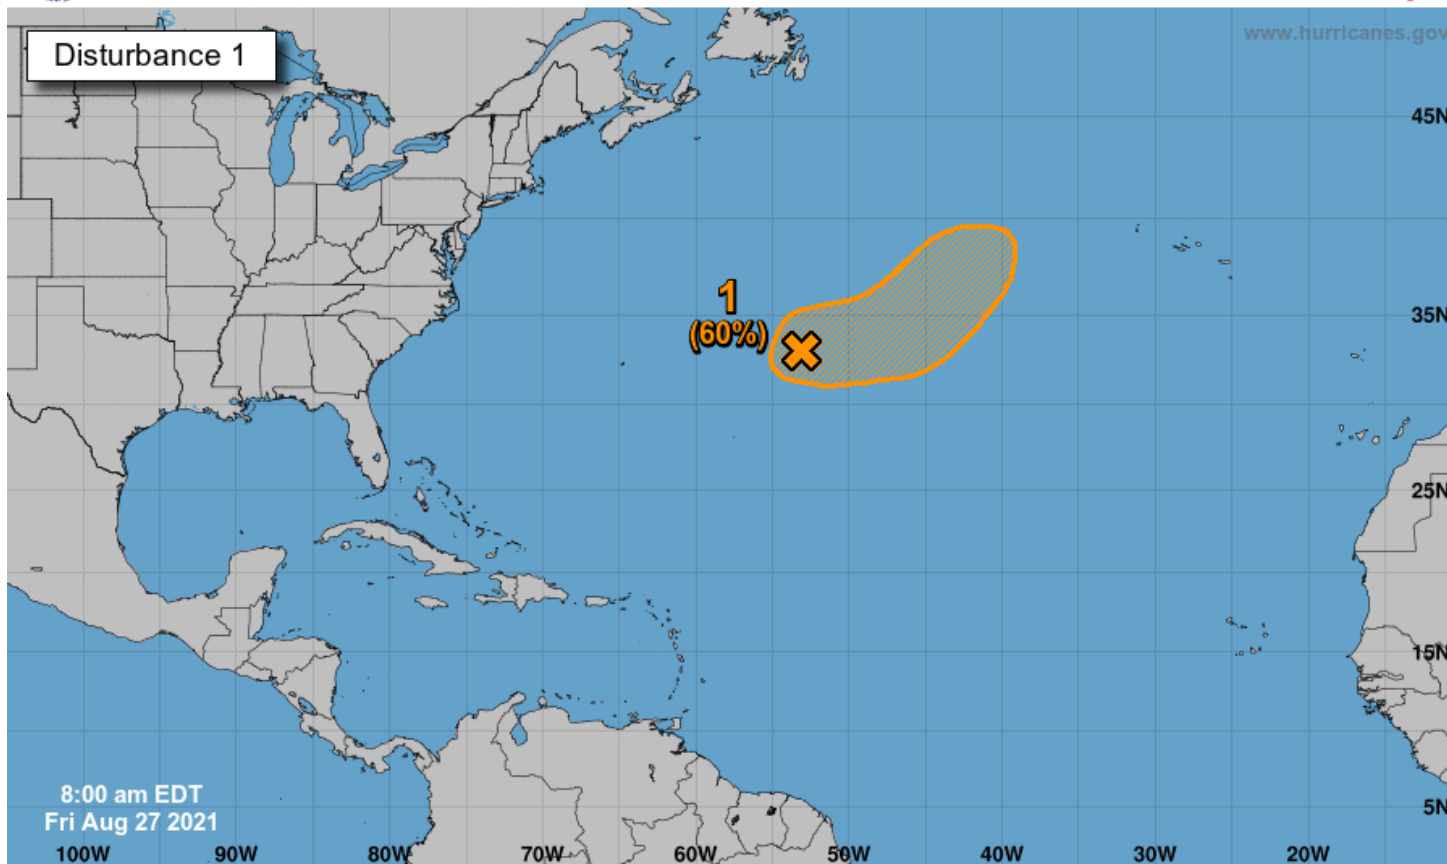 www.hurricanes.gov
Disturbance 1
45N
1
(60%)
35N
25N
15N
8:00 am EDT
Fri Aug 27 2021
5N
100W 90W 80W 70W 60W 50W 40W 30W 20W